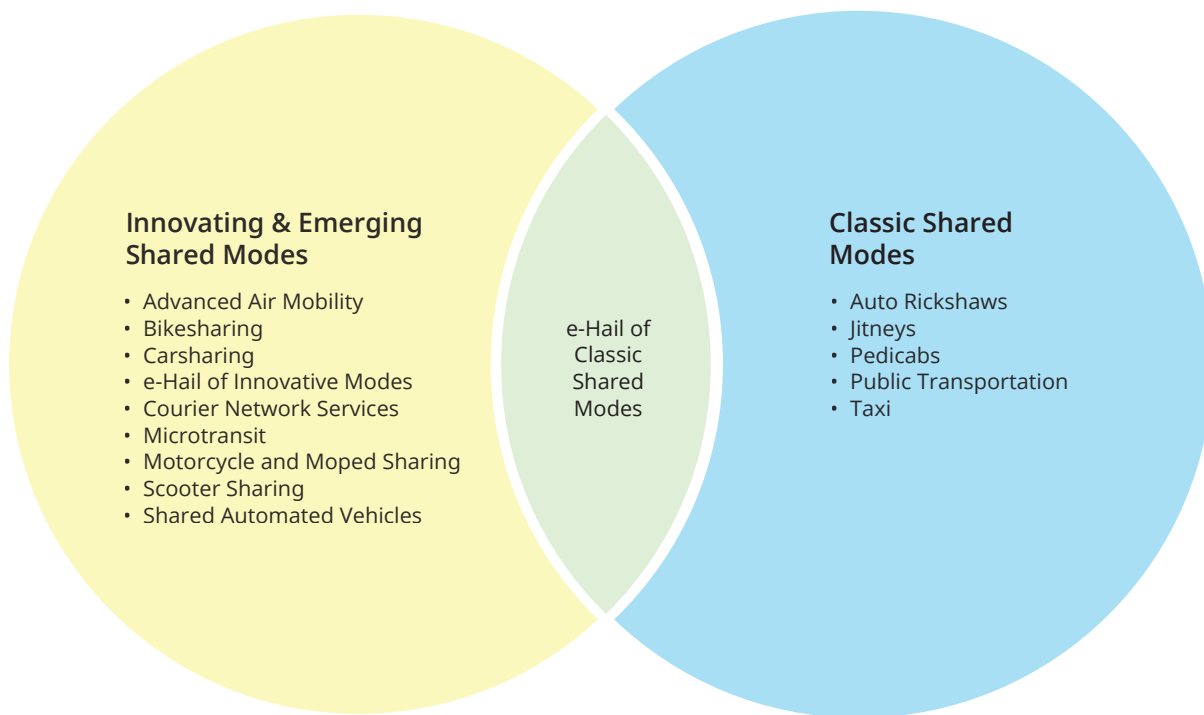 Innovating & Emerging
Shared Modes
• Advanced Air Mobility
• Bikesharing
• Carsharing
• e-Hail of Innovative Modes
• Courier Network Services
• Microtransit
• Motorcycle and Moped Sharing
• Scooter Sharing
• Shared Automated Vehicles
e-Hail of
Classic
Shared
Modes
Classic Shared
Modes
• Auto Rickshaws
• Jitneys
• Pedicabs
• Public Transportation
• Taxi